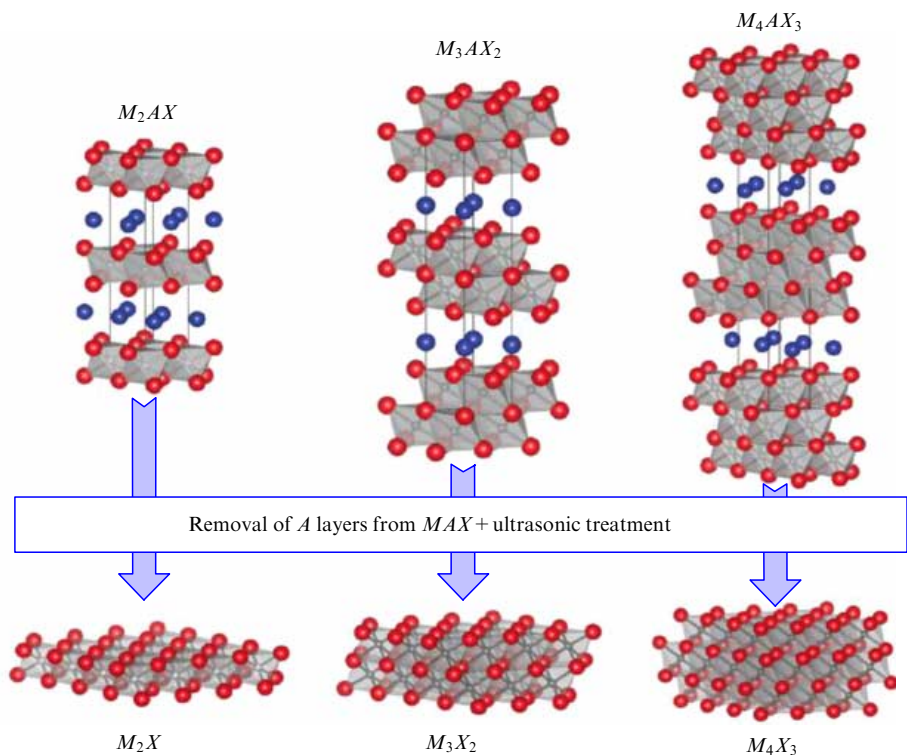 M₂AX
M₃AX₂
M₄AX₃
Removal of A layers from MAX + ultrasonic treatment
M₂X
M₃X₂
M₄X₃